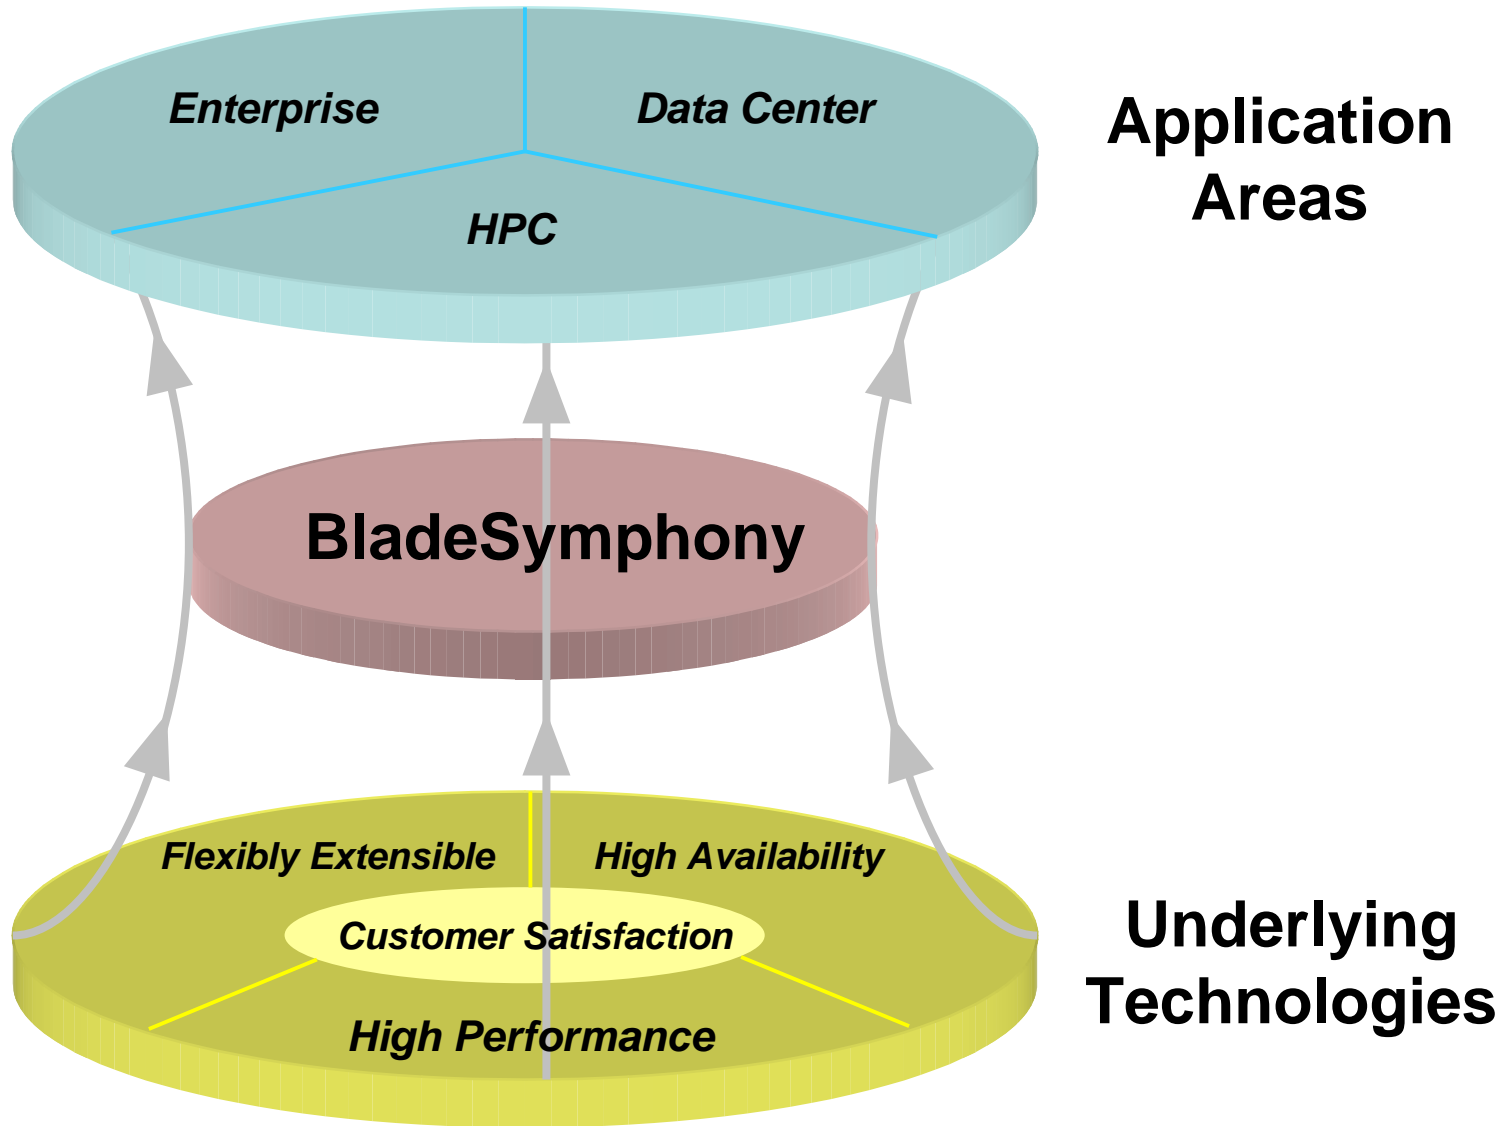 Enterprise
Data Center
HPC
Application
Areas
BladeSymphony
Flexibly Extensible
High Availability
Customer Satisfaction
High Performance
Underlying
Technologies